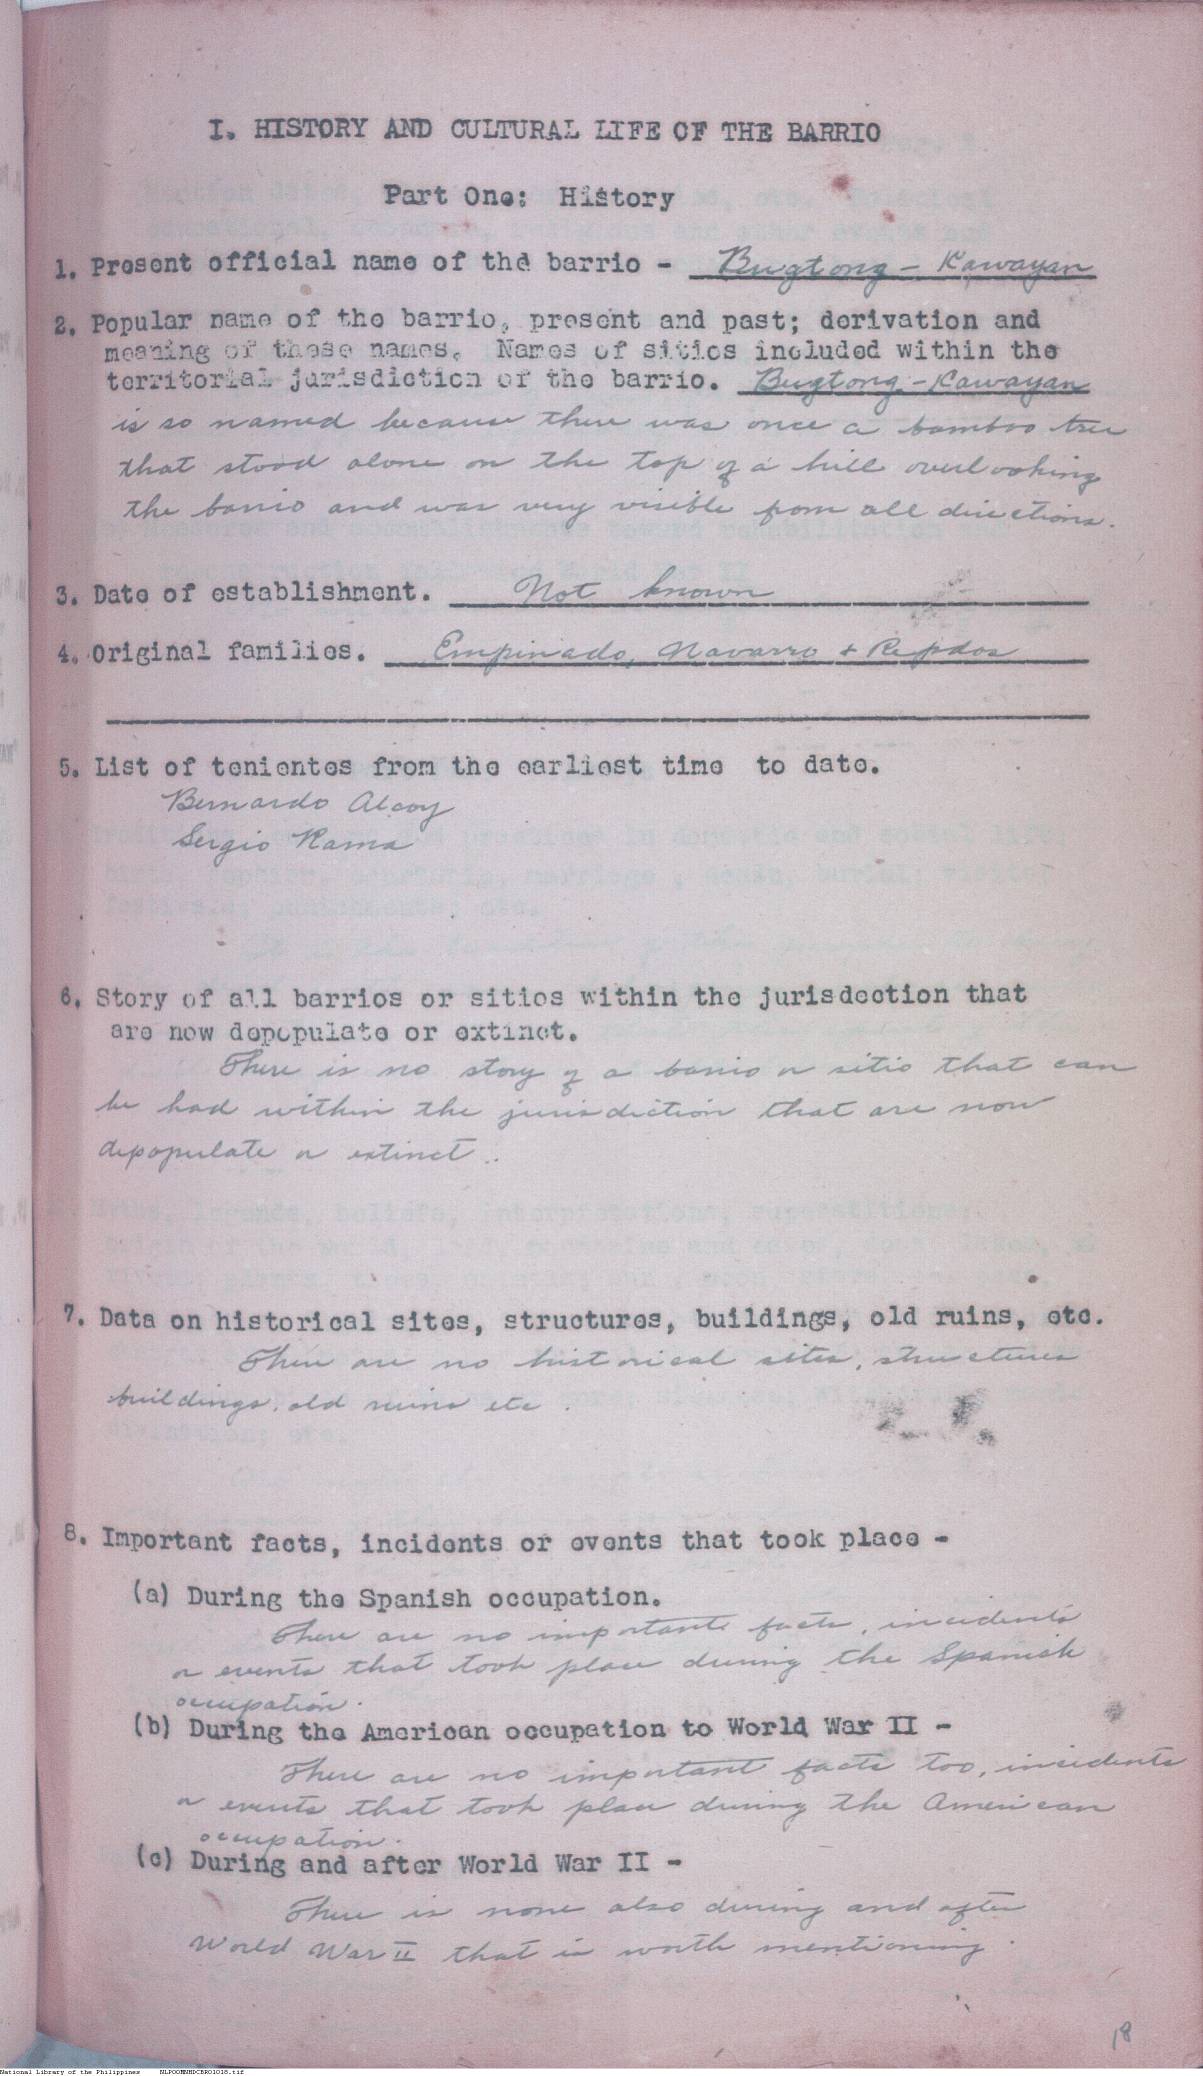 I. HISTORY AND CULTURAL LIFE OF THE BARRIO
Part One: History
1. Present official name of the barrio - Bugtong - Kawayan
2. Popular name of the barrio, present and past; derivation and
meaning of these names. Names of sitios included within the
territorial jurisdiction of the barrio. Bugtong - Kawayan
is so named because there was once a bamboo tree
that stood alone on the top of a hill overlooking
the barrio and was very visible from all directions.
3. Date of establishment. Not known
4. Original families. Empinado, Navarro &
5. List of tenientes from the earliest time to date.
Bernardo Alcoy
Sergio Rama
6. Story of all barrios or sitios within the jurisdection that
are now depopulate or extinct.
There is no story of a barrio or sitio that can
be had within the jurisdiction that are now
depopulate or extinct.
7. Data on historical sites, structures, buildings, old ruins, etc.
There are no historical sites, structures
buildings, old ruins etc.
8. Important facts, incidents or events that took place -
(a) During the Spanish occupation.
There are no importants facts, incidents
or events that took place during the Spanish
occupation.
(b) During the American occupation to World War II -
There are no important facts too, incidents
or events that took place during the American
occupation.
(c) During and after World War II -
There is none also during and after
World War II that is worth mentioning.
18
National Library of the Philippines NLPOORNHDCBRO1018.tif